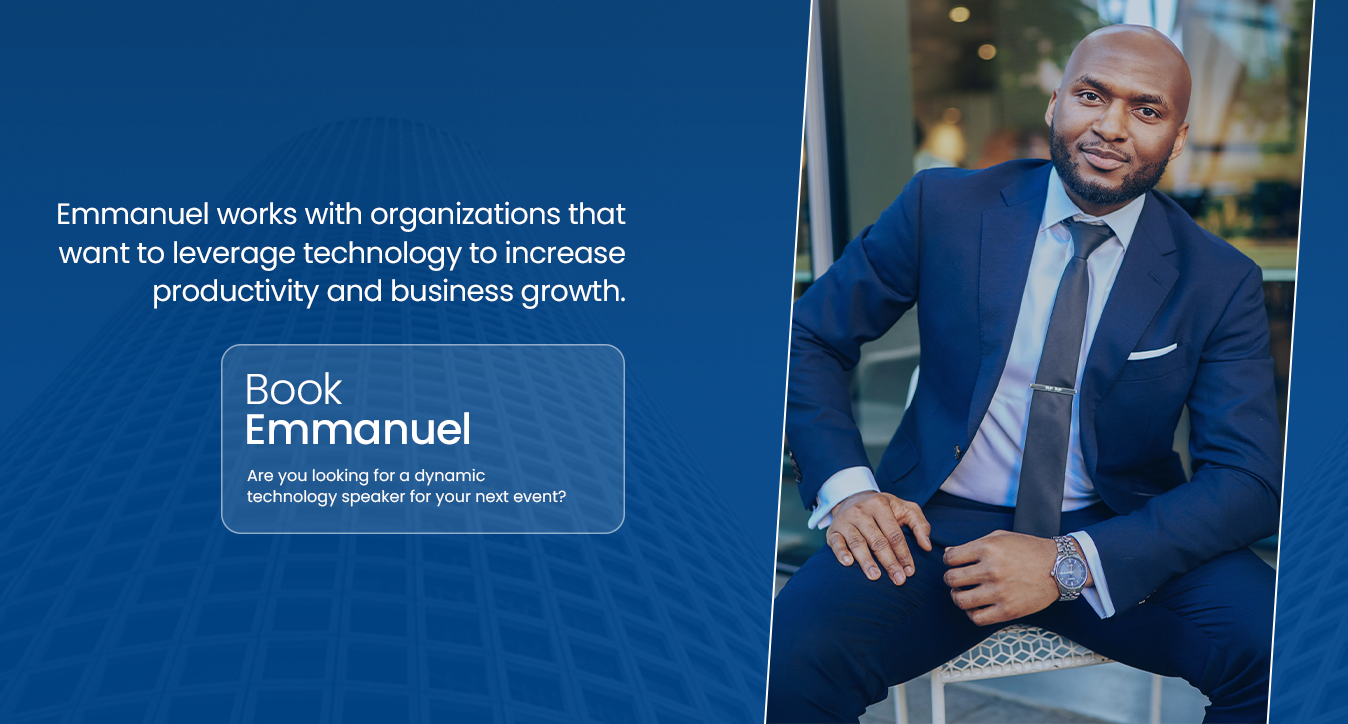 Emmanuel works with organizations that
want to leverage technology to increase
productivity and business growth.
Book
Emmanuel
Are you looking for a dynamic
technology speaker for your next event?